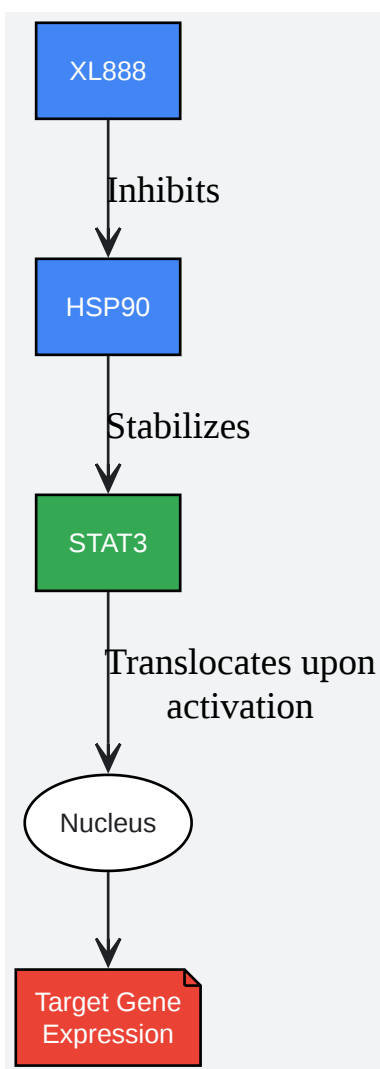 XL888
Inhibits
HSP90
Stabilizes
STAT3
Translocates upon
activation
Nucleus
Target Gene
Expression